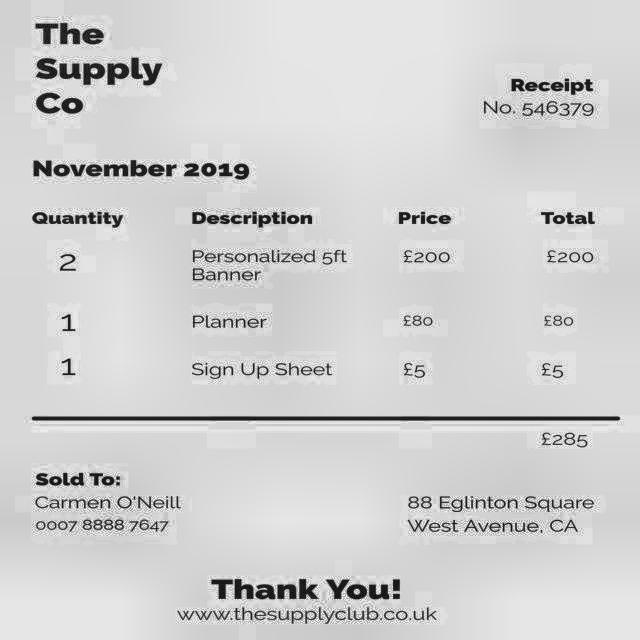 The
Supply
Co
Receipt
No. 546379
November 2019
Quantity Description Price Total
2 Personalized 5ft Banner £200 £200
1 Planner £80 £80
1 Sign Up Sheet £5 £5
£285
Sold To:
Carmen O'Neill
0007 8888 7647
88 Eglinton Square
West Avenue, CA
Thank You!
www.thesupplyclub.co.uk